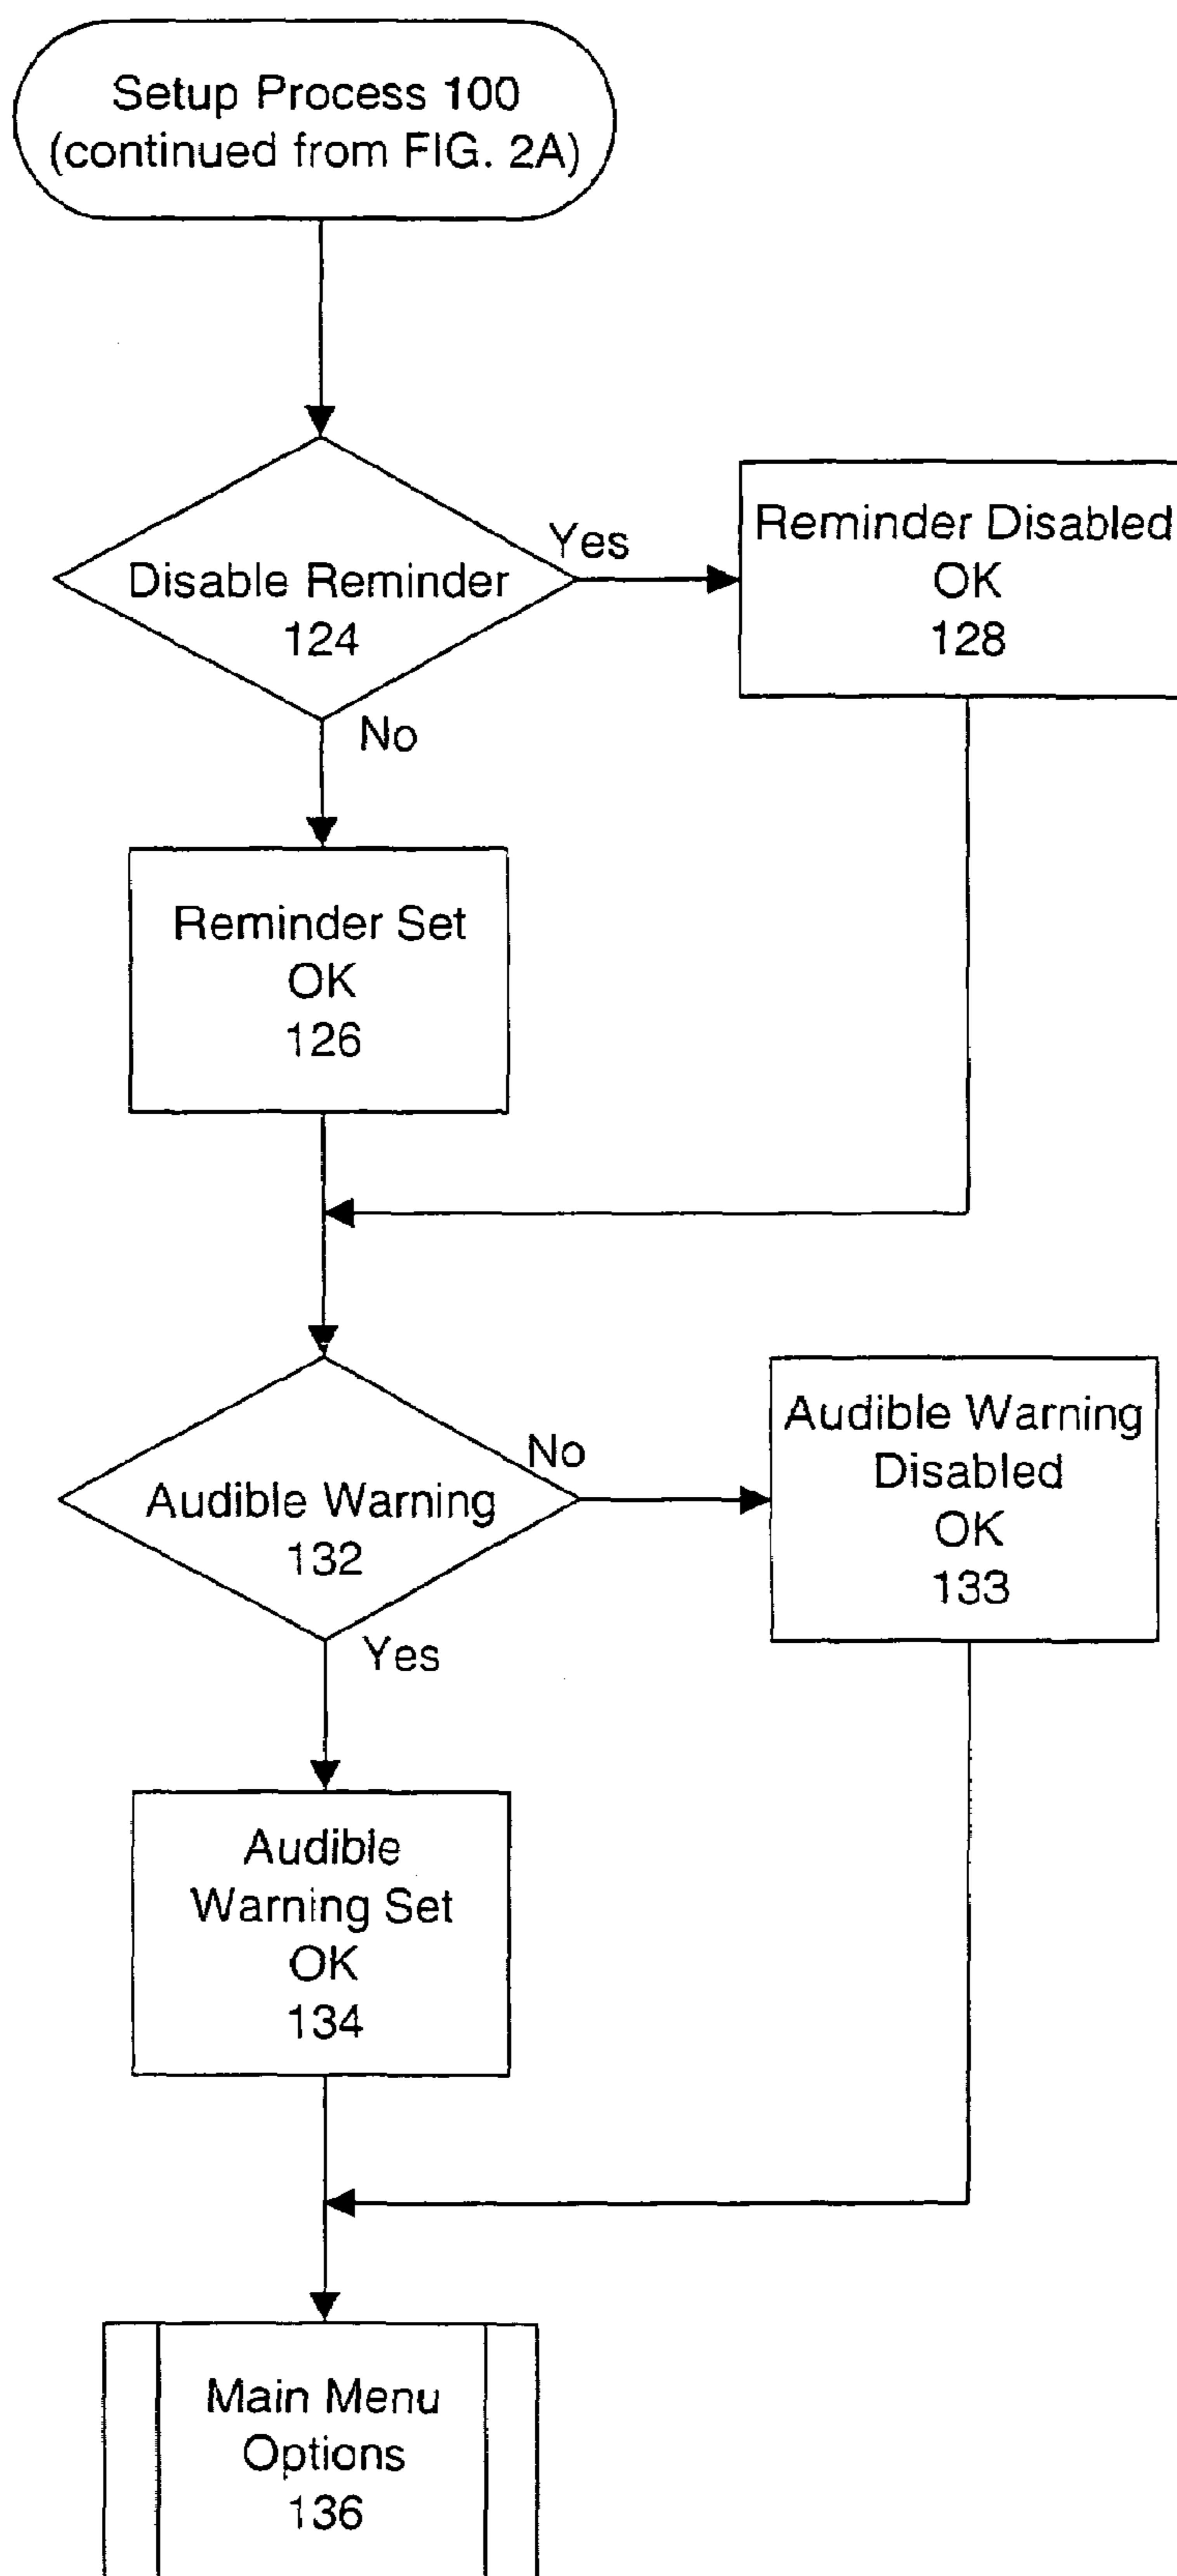 Setup Process 100
(continued from FIG. 2A)
Disable Reminder
124
Yes
Reminder Disabled
OK
128
No
Reminder Set
OK
126
Audible Warning
132
No
Audible Warning
Disabled
OK
133
Yes
Audible
Warning Set
OK
134
Main Menu
Options
136